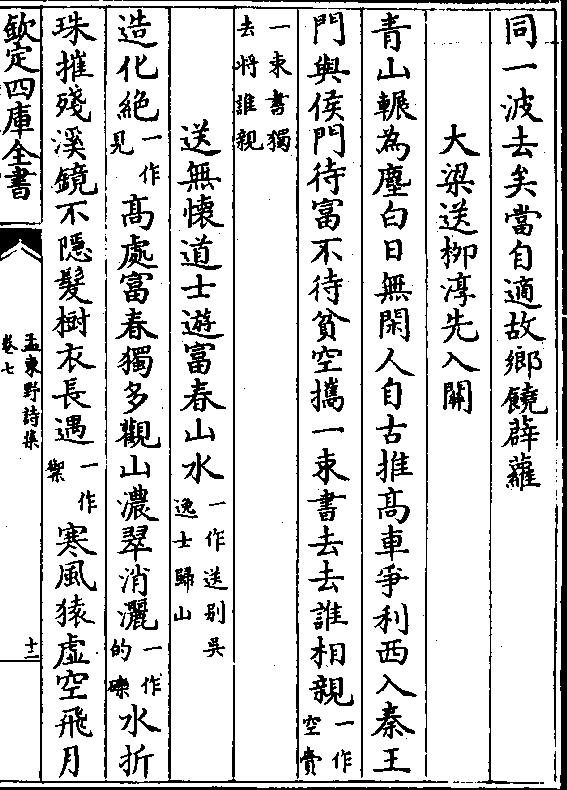 同一波去矣當自適故鄉饒薜蘿
大梁送柳淳先入關
青山輾為塵白日無閑人自古推髙車爭利西入秦王
門與侯門待富不待貧空攜一束書去去誰相親一作空賫
一束書獨去將誰親
送無懷道士遊富春山水一作送别吳逸士歸山
造化絶一作見髙處富春獨多觀山濃翠消灑一作的礫水折
珠摧殘溪鏡不隠髮樹衣長遇一作禦寒風猿虛空飛月
欽定四庫全書
孟東野詩集
卷七
十二